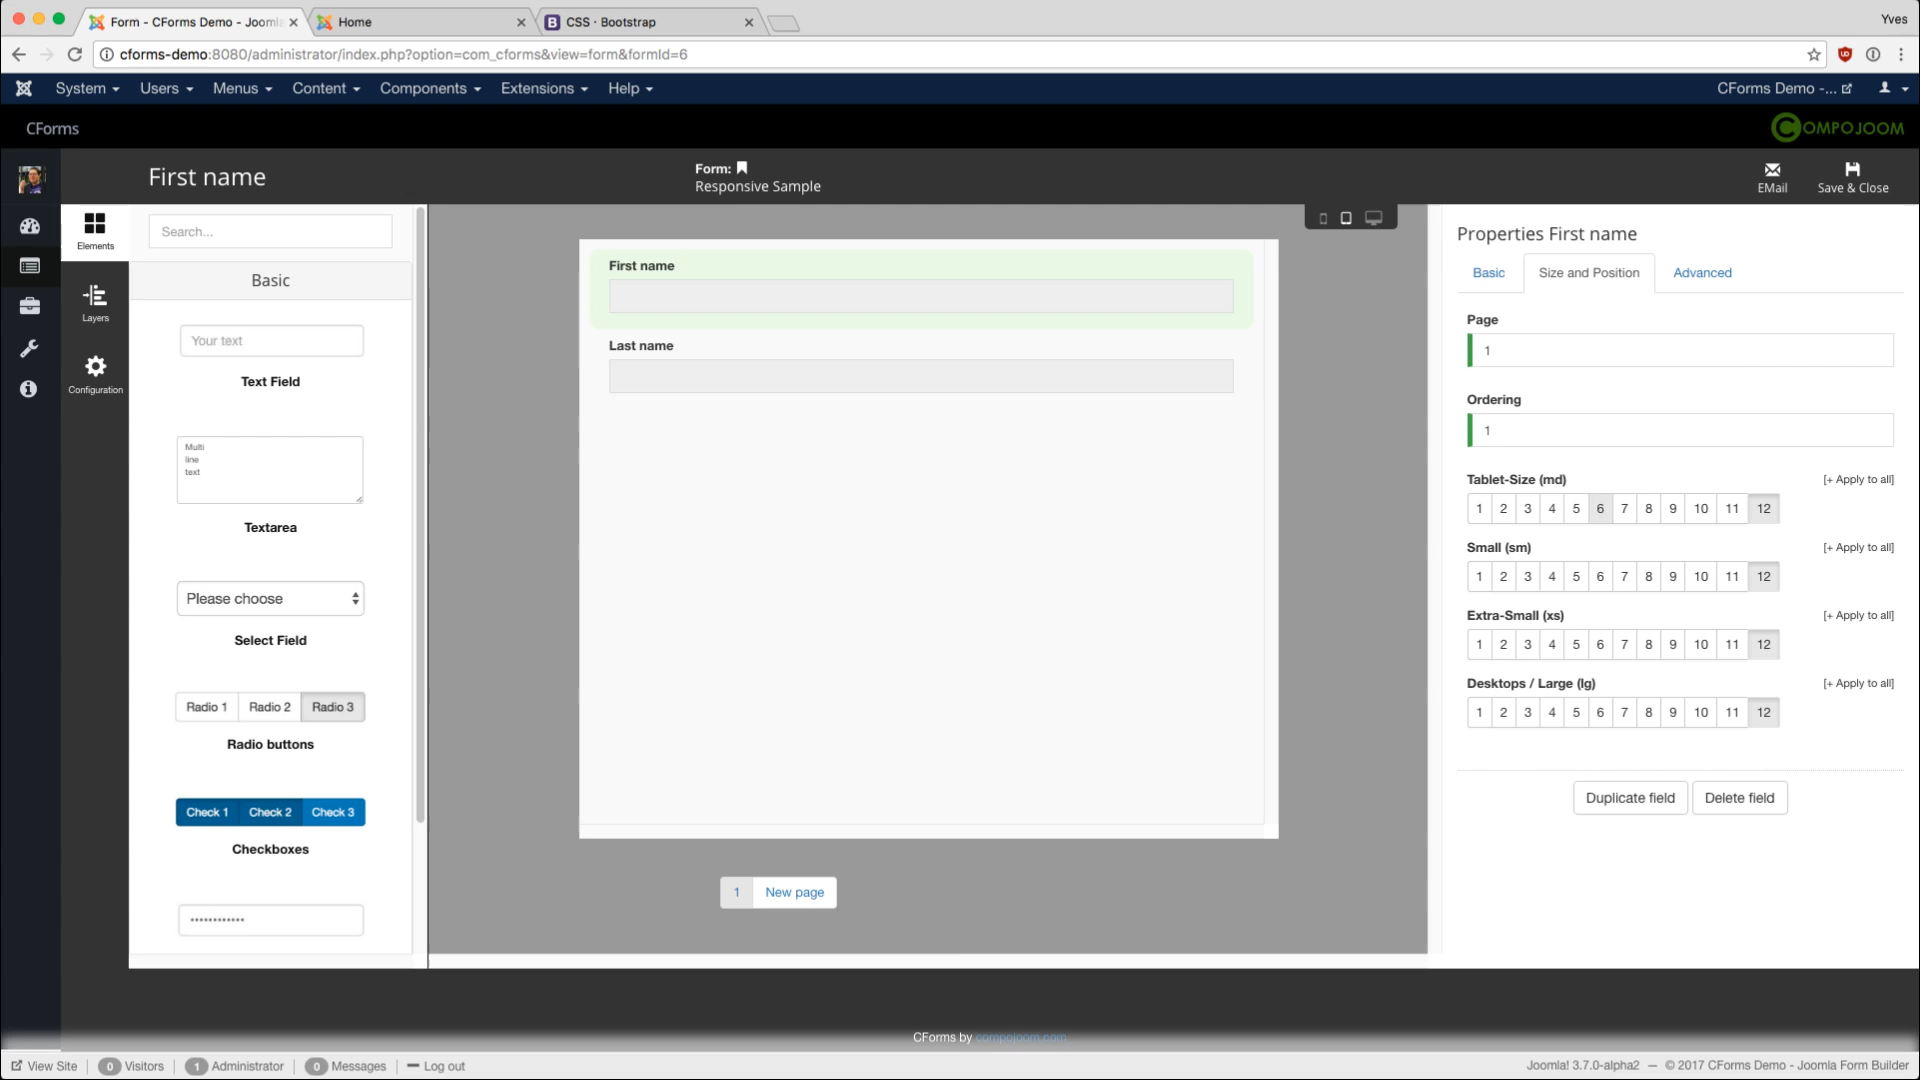 Form - CForms Demo - Joomla
Home
CSS · Bootstrap
Yves
cforms-demo:8080/administrator/index.php?option=com_cforms&view=form&formId=6
System Users Menus Content Components Extensions Help
CForms Demo -...
CForms
COMPOJOOM
First name
Form:
Responsive Sample
EMail
Save & Close
Elements
Layers
Configuration
Search...
Basic
Your text
Text Field
Multi
line
text
Textarea
Please choose
Select Field
Radio 1 Radio 2 Radio 3
Radio buttons
Check 1 Check 2 Check 3
Checkboxes
••••••••••••
First name
Last name
1 New page
Properties First name
Basic Size and Position Advanced
Page
1
Ordering
1
Tablet-Size (md) [+ Apply to all]
1 2 3 4 5 6 7 8 9 10 11 12
Small (sm) [+ Apply to all]
1 2 3 4 5 6 7 8 9 10 11 12
Extra-Small (xs) [+ Apply to all]
1 2 3 4 5 6 7 8 9 10 11 12
Desktops / Large (lg) [+ Apply to all]
1 2 3 4 5 6 7 8 9 10 11 12
Duplicate field Delete field
CForms by compojoom.com.
View Site 0 Visitors 1 Administrator 0 Messages Log out
Joomla! 3.7.0-alpha2 — © 2017 CForms Demo - Joomla Form Builder